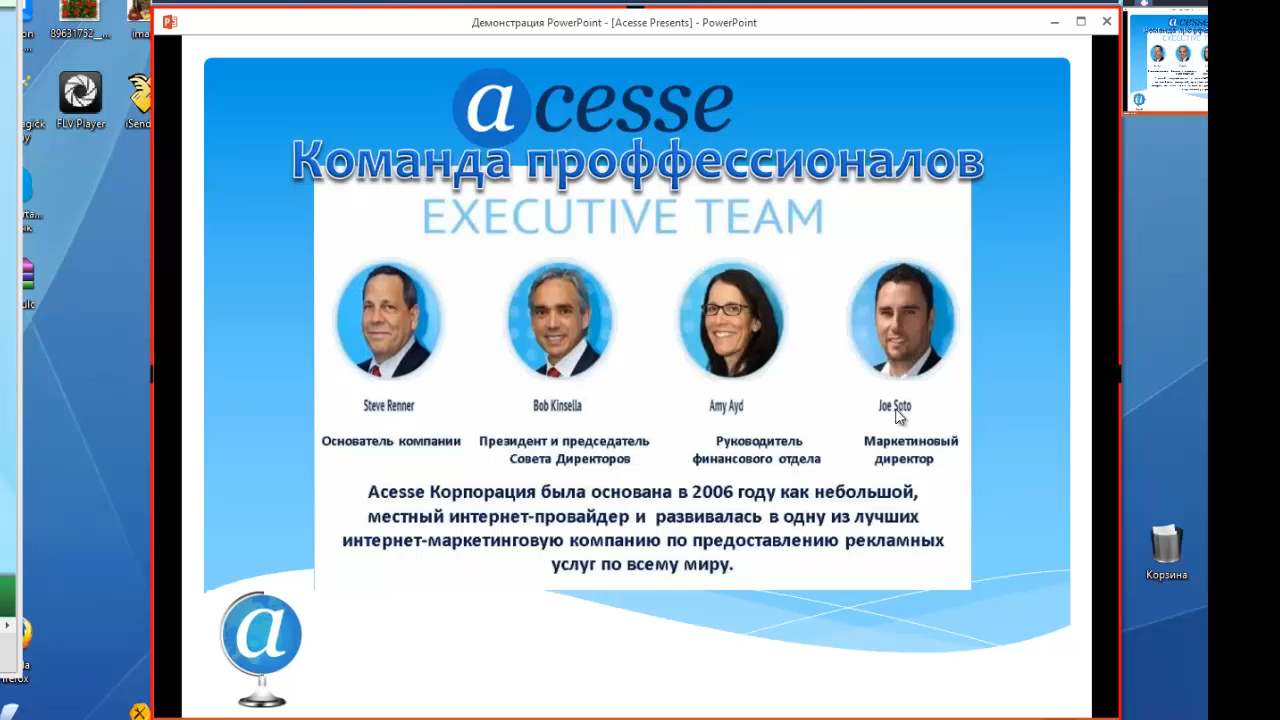 Демонстрация PowerPoint - [Acesse Presents] - PowerPoint
89631752_...
ima
FLV Player
iSend
acesse
Команда проффессионалов
EXECUTIVE TEAM
Steve Renner
Bob Kinsella
Amy Ayd
Joe Soto
Основатель компании
Президент и председатель
Совета Директоров
Руководитель
финансового отдела
Маркетиновый
директор
Acesse Корпорация была основана в 2006 году как небольшой,
местный интернет-провайдер и развивалась в одну из лучших
интернет-маркетинговую компанию по предоставлению рекламных
услуг по всему миру.
a
Корзина